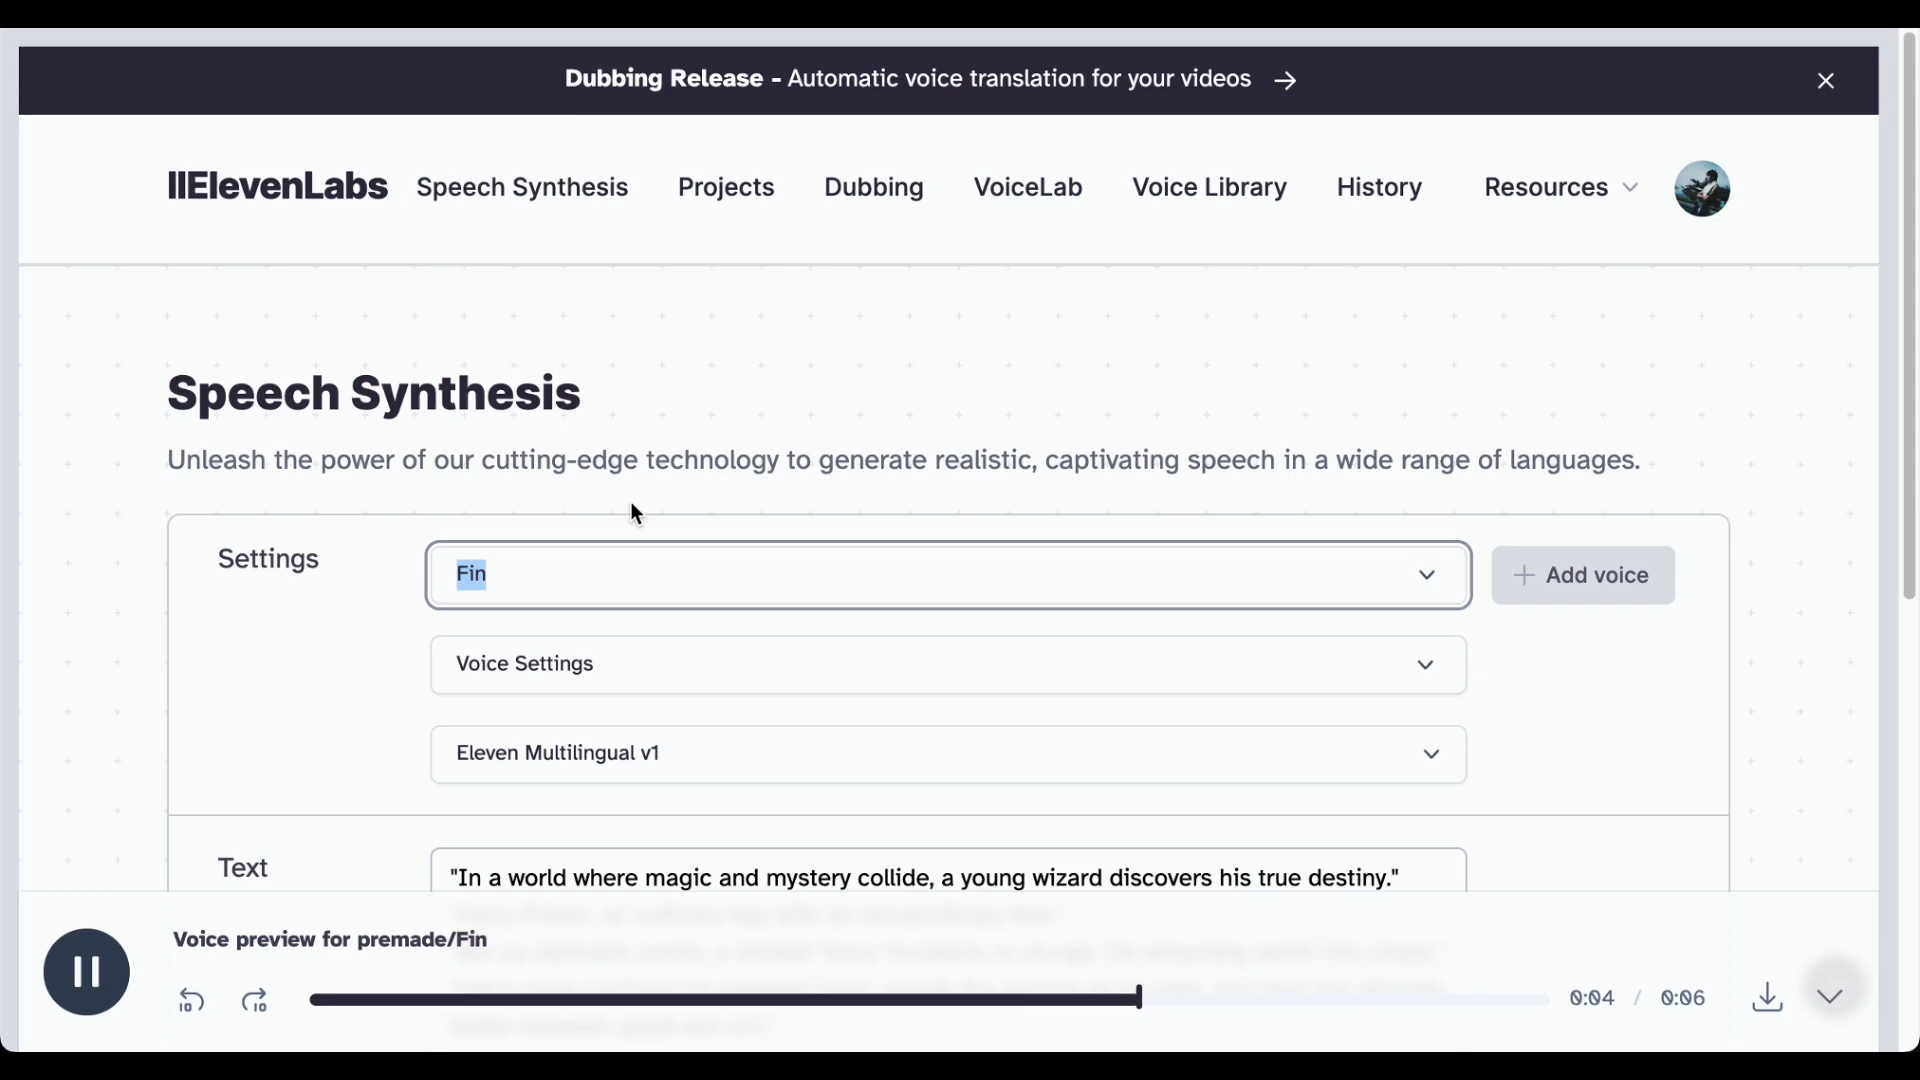 Dubbing Release - Automatic voice translation for your videos →
IIElevenLabs Speech Synthesis Projects Dubbing VoiceLab Voice Library History Resources
Speech Synthesis
Unleash the power of our cutting-edge technology to generate realistic, captivating speech in a wide range of languages.
Settings
Fin
+ Add voice
Voice Settings
Eleven Multilingual v1
Text
"In a world where magic and mystery collide, a young wizard discovers his true destiny."
Voice preview for premade/Fin
10 10 0:04 / 0:06